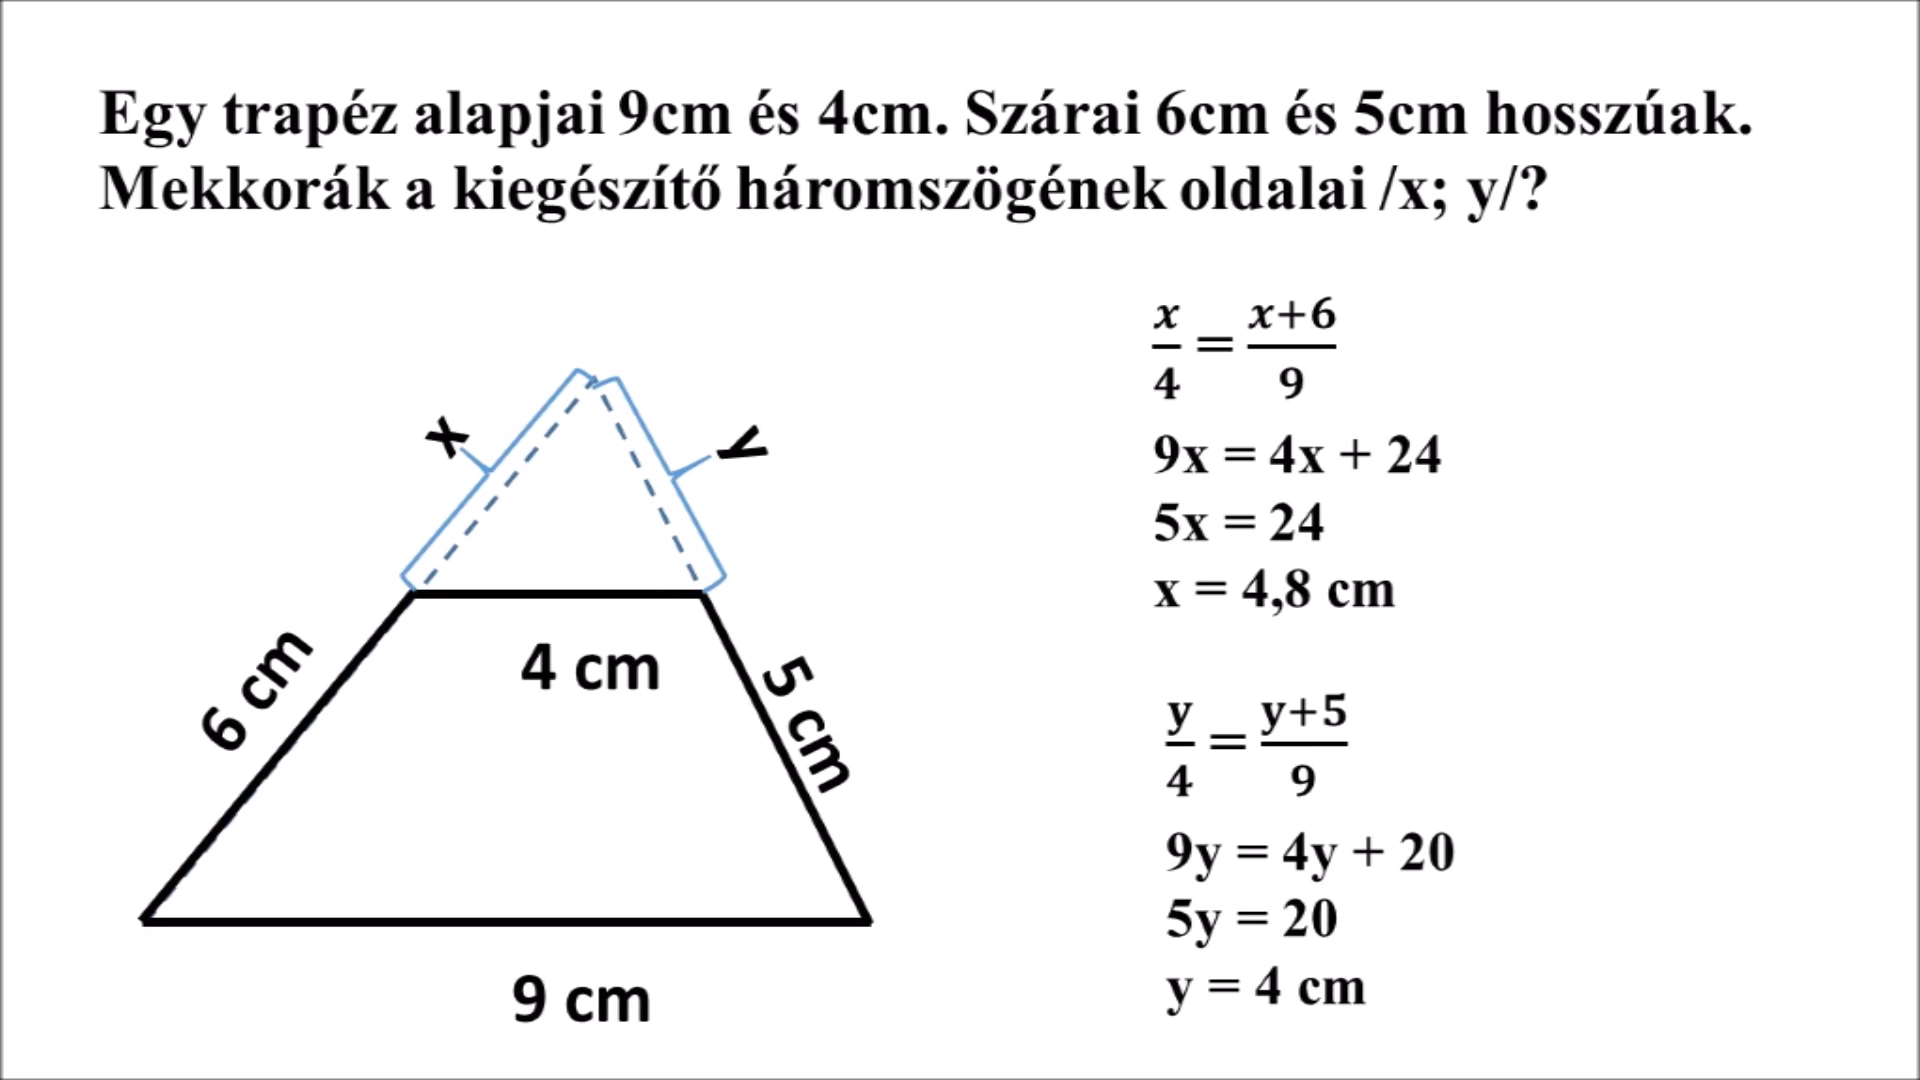 Egy trapéz alapjai 9cm és 4cm. Szárai 6cm és 5cm hosszúak.
Mekkorák a kiegészítő háromszögének oldalai /x; y/?
x
y
6 cm
4 cm
5 cm
9 cm
x/4 = x+6/9
9x = 4x + 24
5x = 24
x = 4,8 cm
y/4 = y+5/9
9y = 4y + 20
5y = 20
y = 4 cm